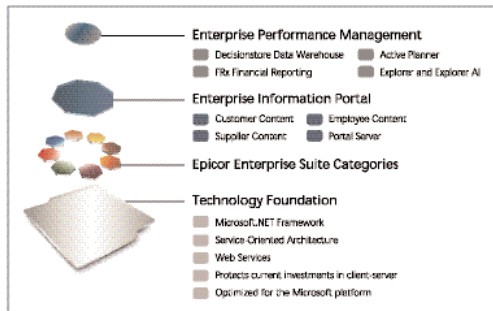 Enterprise Performance Management
Decisionstore Data Warehouse Active Planner
FRx Financial Reporting Explorer and Explorer AI
Enterprise Information Portal
Customer Content Employee Content
Supplier Content Portal Server
Epicor Enterprise Suite Categories
Technology Foundation
Microsoft.NET Framework
Service-Oriented Architecture
Web Services
Protects current investments in client-server
Optimized for the Microsoft platform